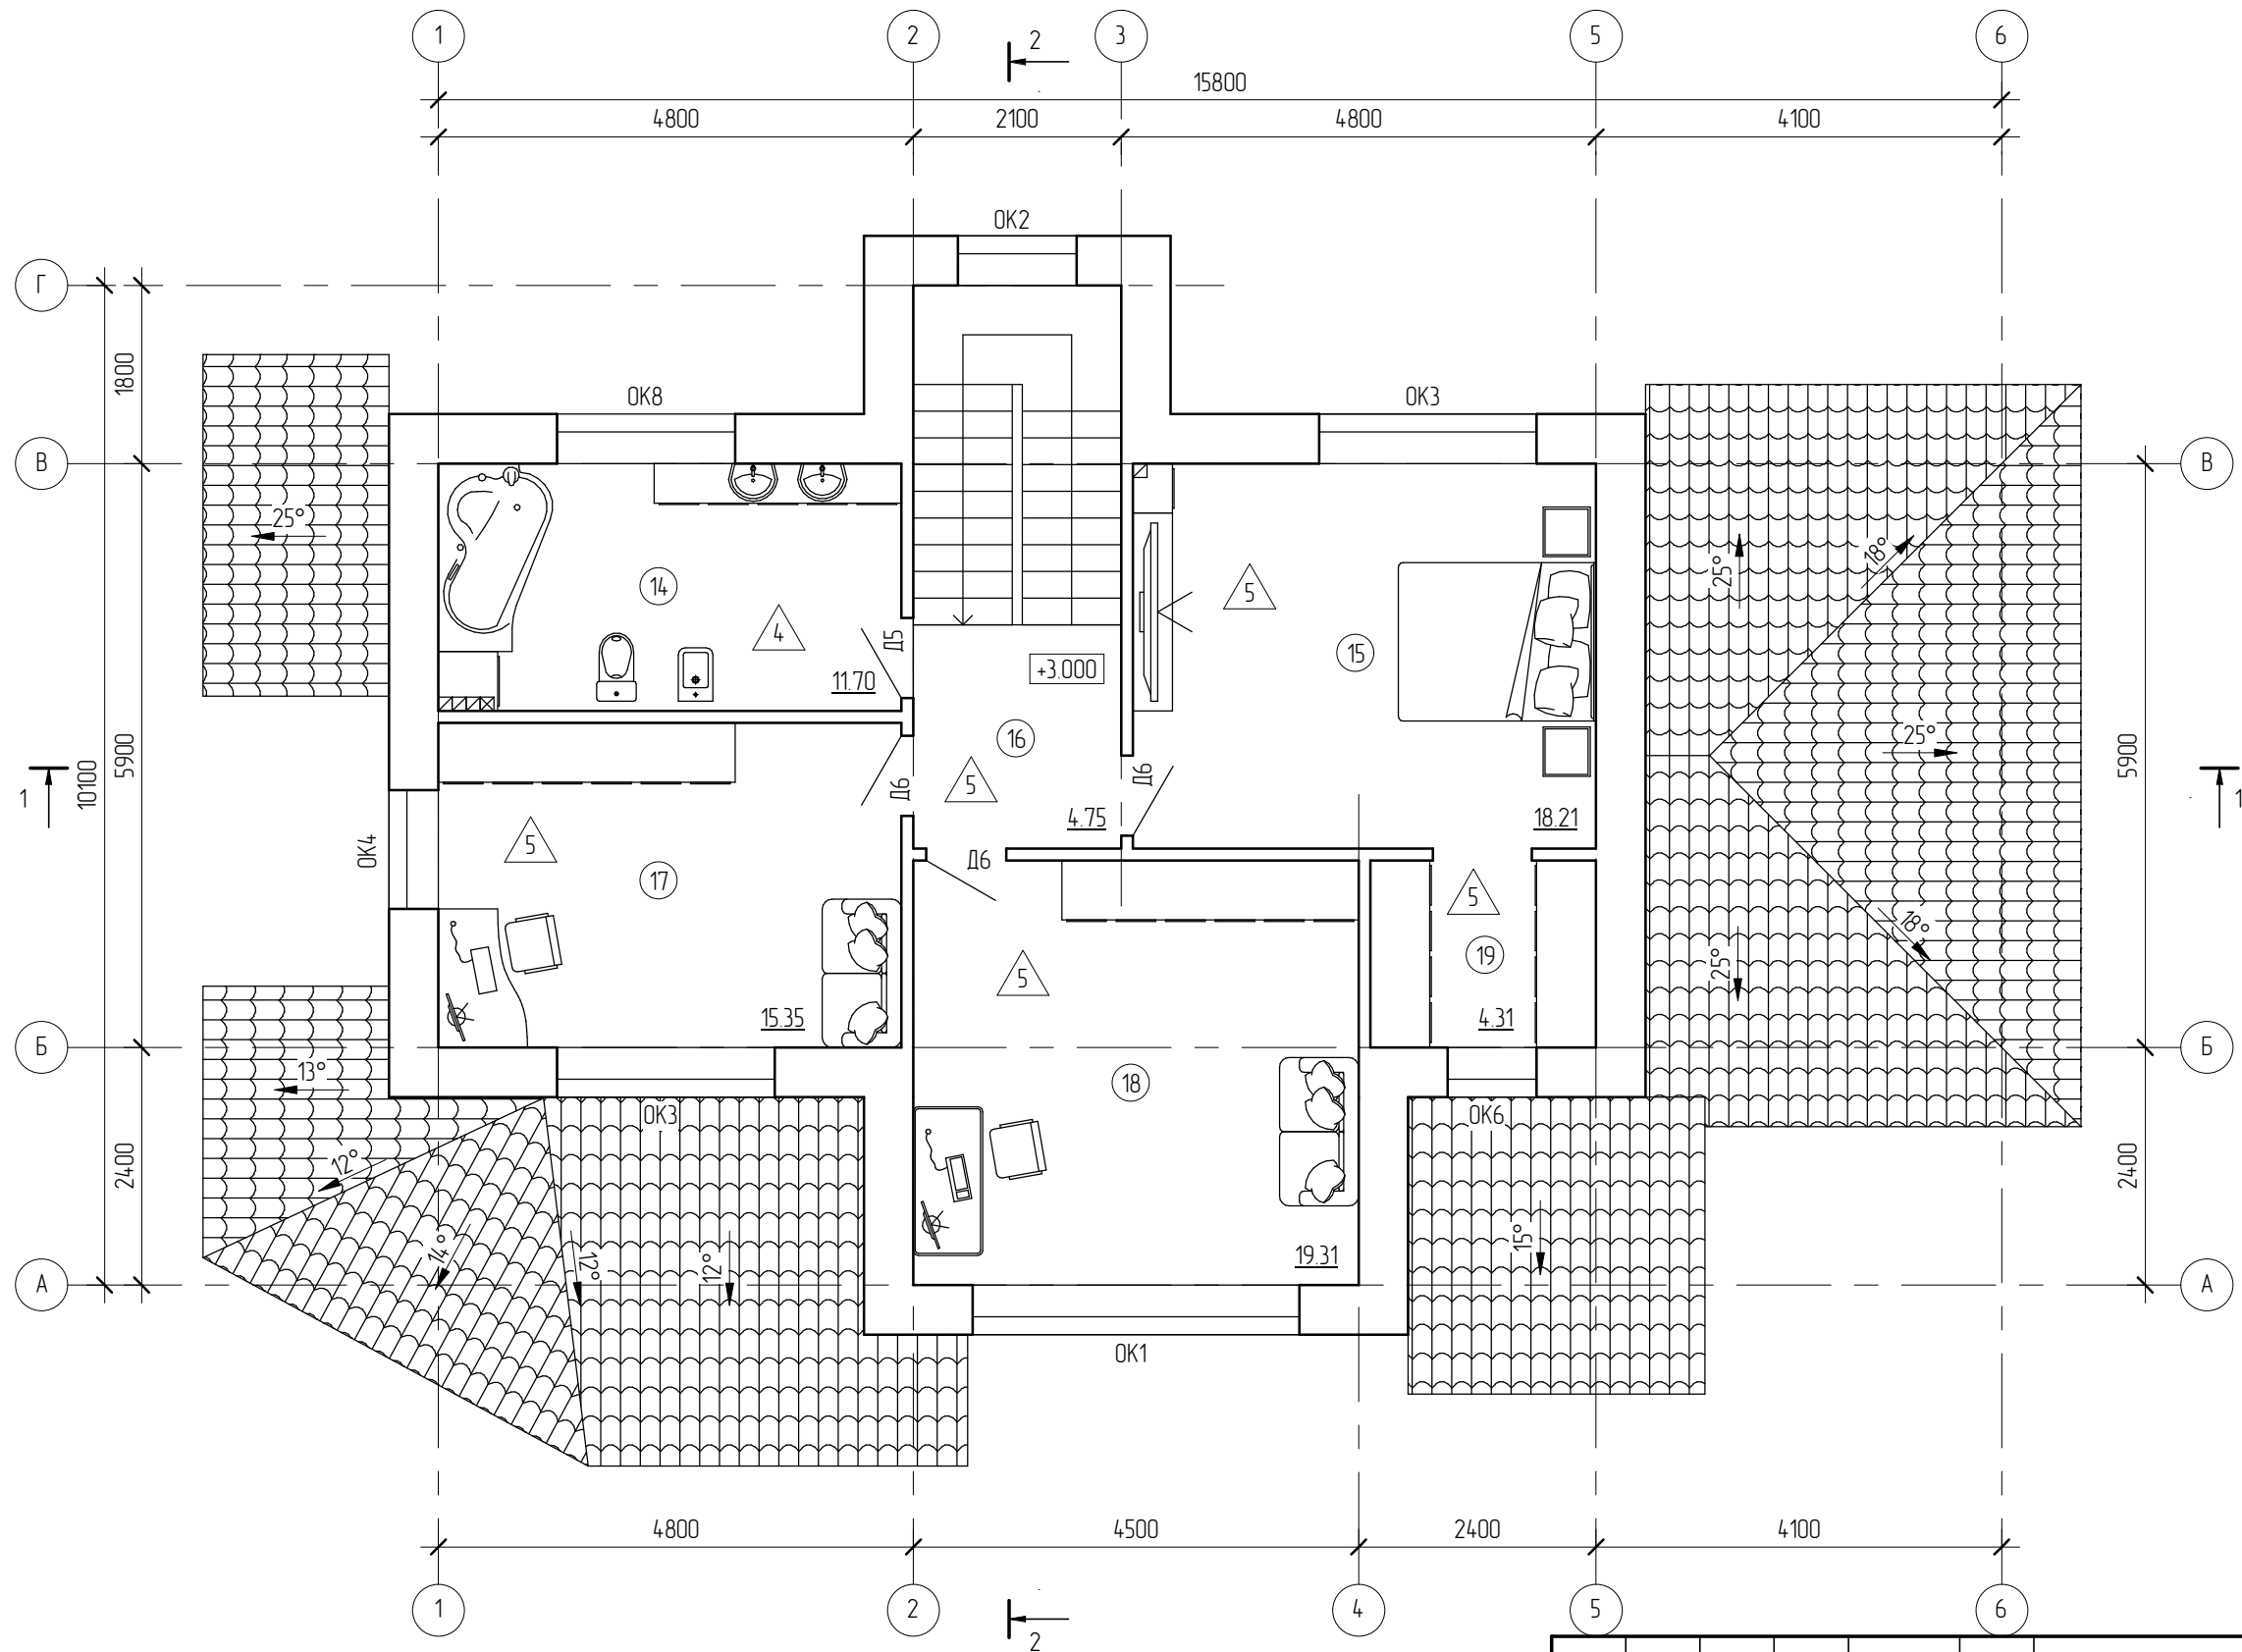 1 2 3 5 6
2
15800
4800 2100 4800 4100
ОК2
Г
1800
ОК8 ОК3
В В
25°
14 5 25° 18°
4 Д5 15
11.70 +3.000
16 25°
5900 10100 Д6 5 Д6 5900
1 1
4.75 18.21
ОК4 5 Д6
17 5
18°
5 19 25°
15.35 4.31
Б Б
13° 18
ОК3 ОК6
12°
2400 2400
14° 12° 12° 19.31 15°
А А
ОК1
4800 4500 2400 4100
1 2 4 5 6
2